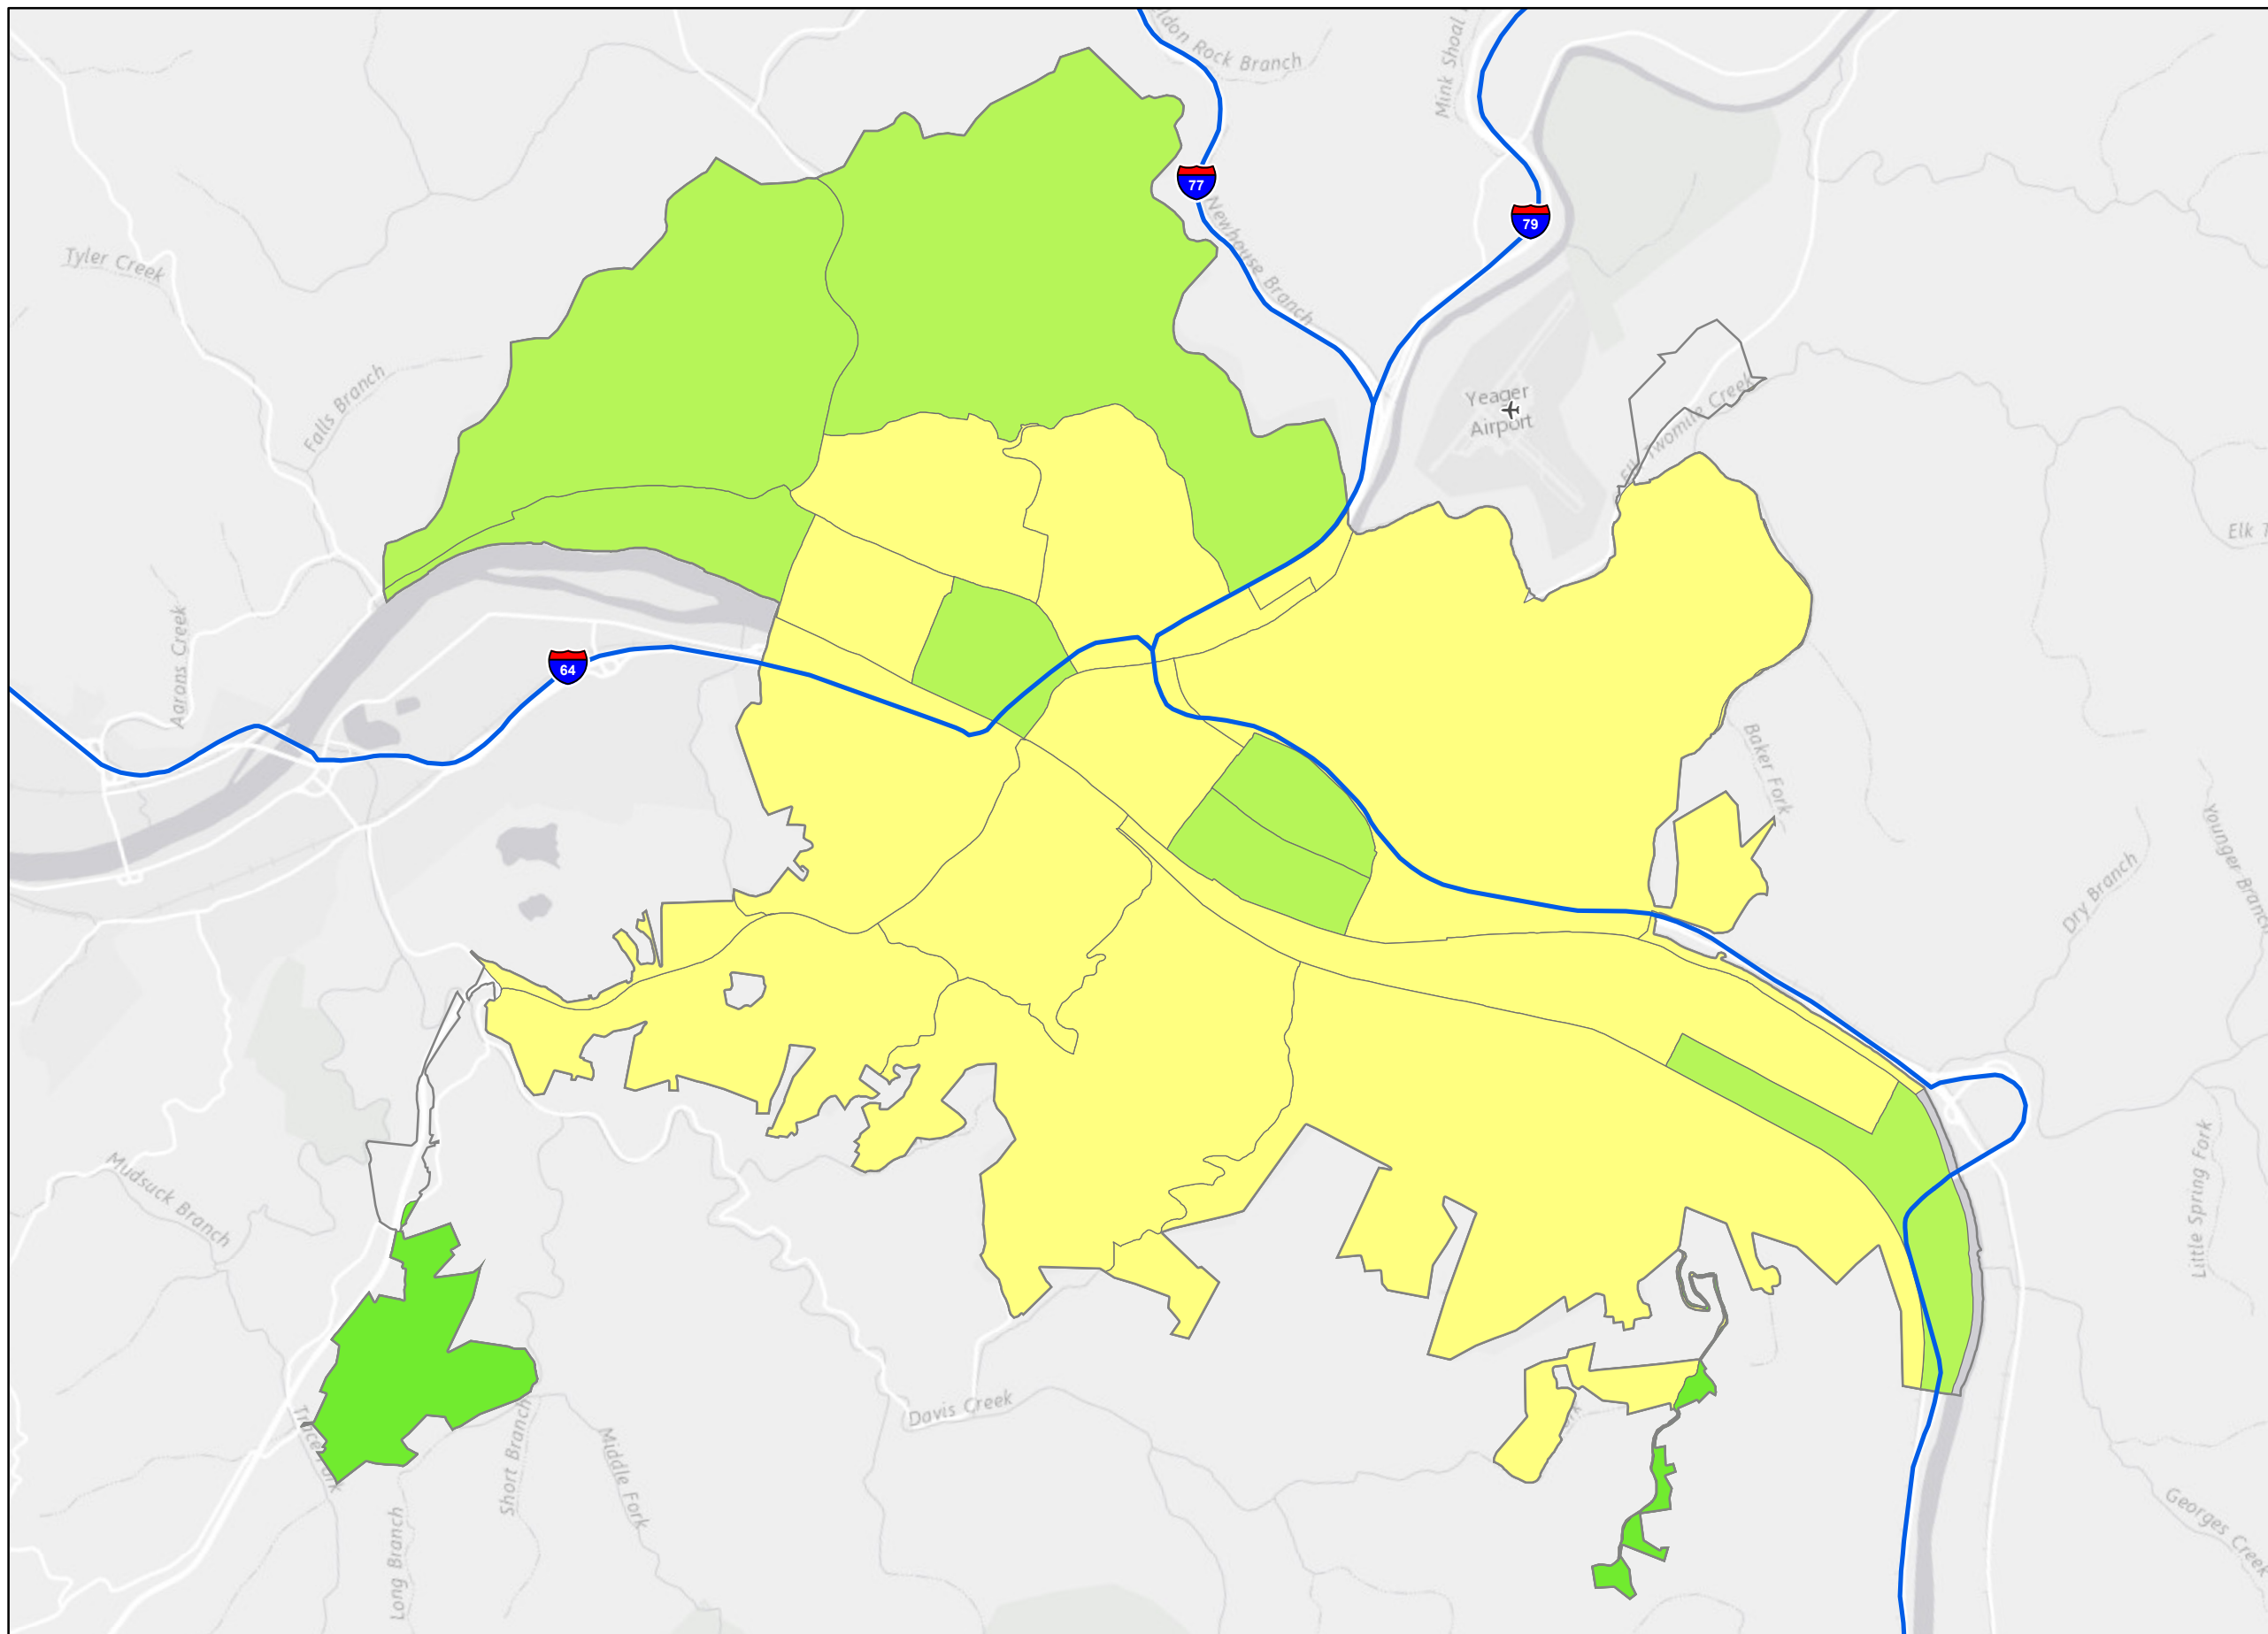 Rock Branch
Mink Shoal
77
79
Newhouse Branch
Tyler Creek
Falls Branch
Yeager
Airport
Elk Twomile Creek
Elk
Aarons Creek
64
Baker Fork
Younger Branch
Dry Branch
Mudsuck Branch
Little Spring Fork
Davis Creek
Short Branch
Middle Fork
Long Branch
Georges Creek